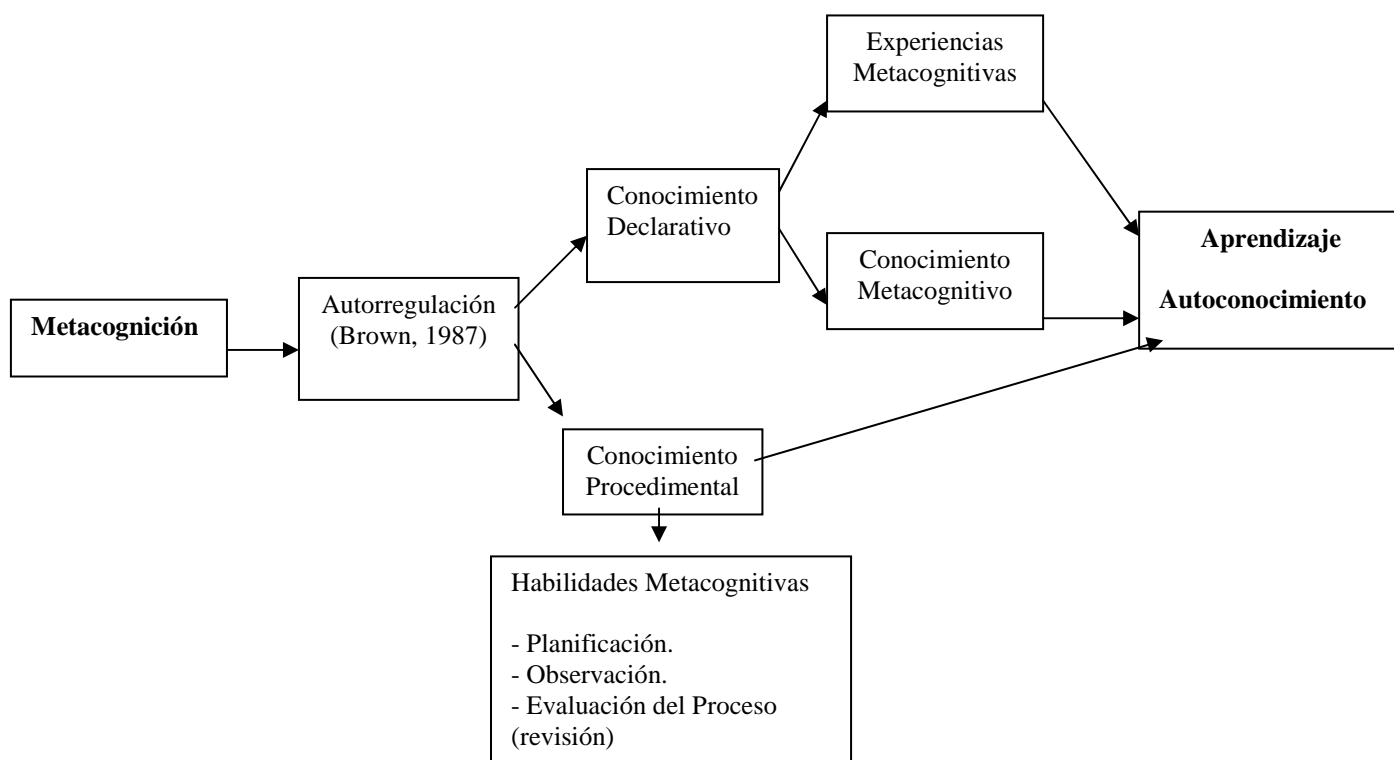 Experiencias
Metacognitivas
Conocimiento
Declarativo
Aprendizaje
Autoconocimiento
Conocimiento
Metacognitivo
Autorregulación
(Brown, 1987)
Metacognición
Conocimiento
Procedimental
Habilidades Metacognitivas
- Planificación.
- Observación.
- Evaluación del Proceso
(revisión)